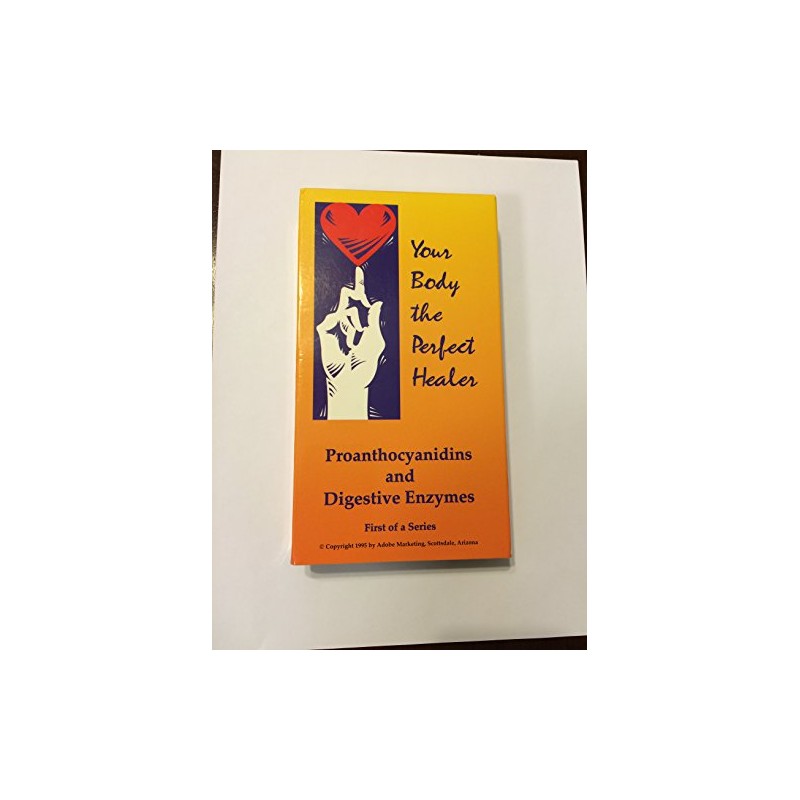 Your
Body
the
Perfect
Healer
Proanthocyanidins
and
Digestive Enzymes
First of a Series
© Copyright 1995 by Adobe Marketing, Scottsdale, Arizona